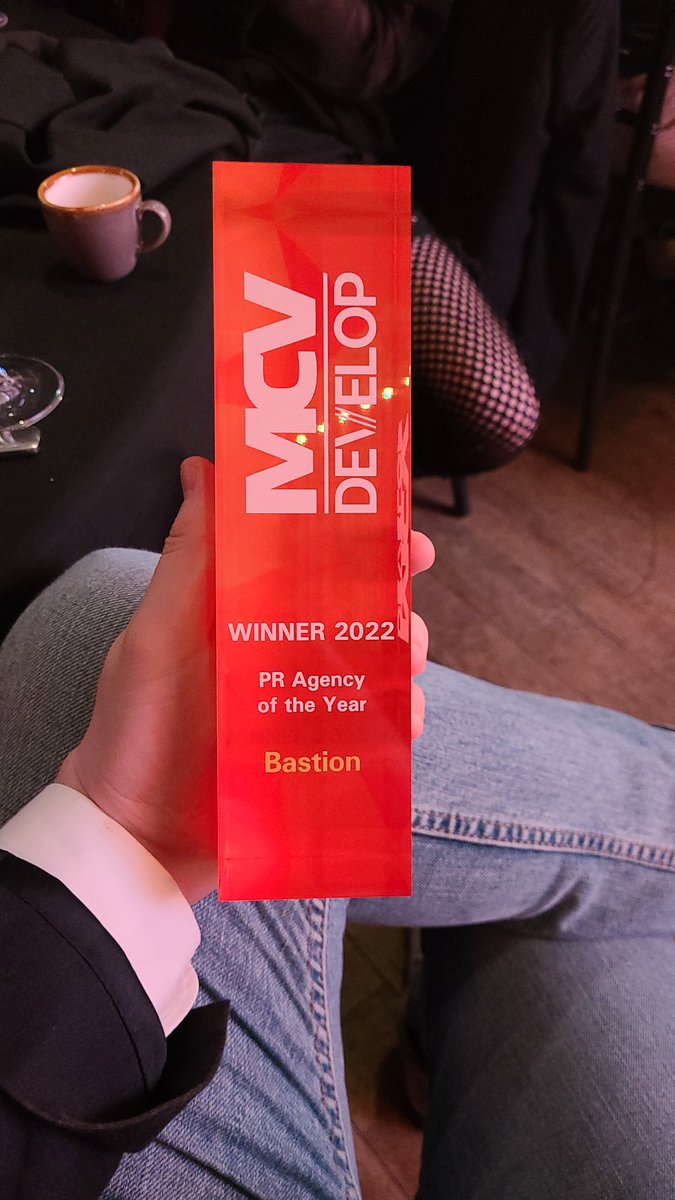 MCV
DEVELOP
WINNER 2022
PR Agency
of the Year
Bastion